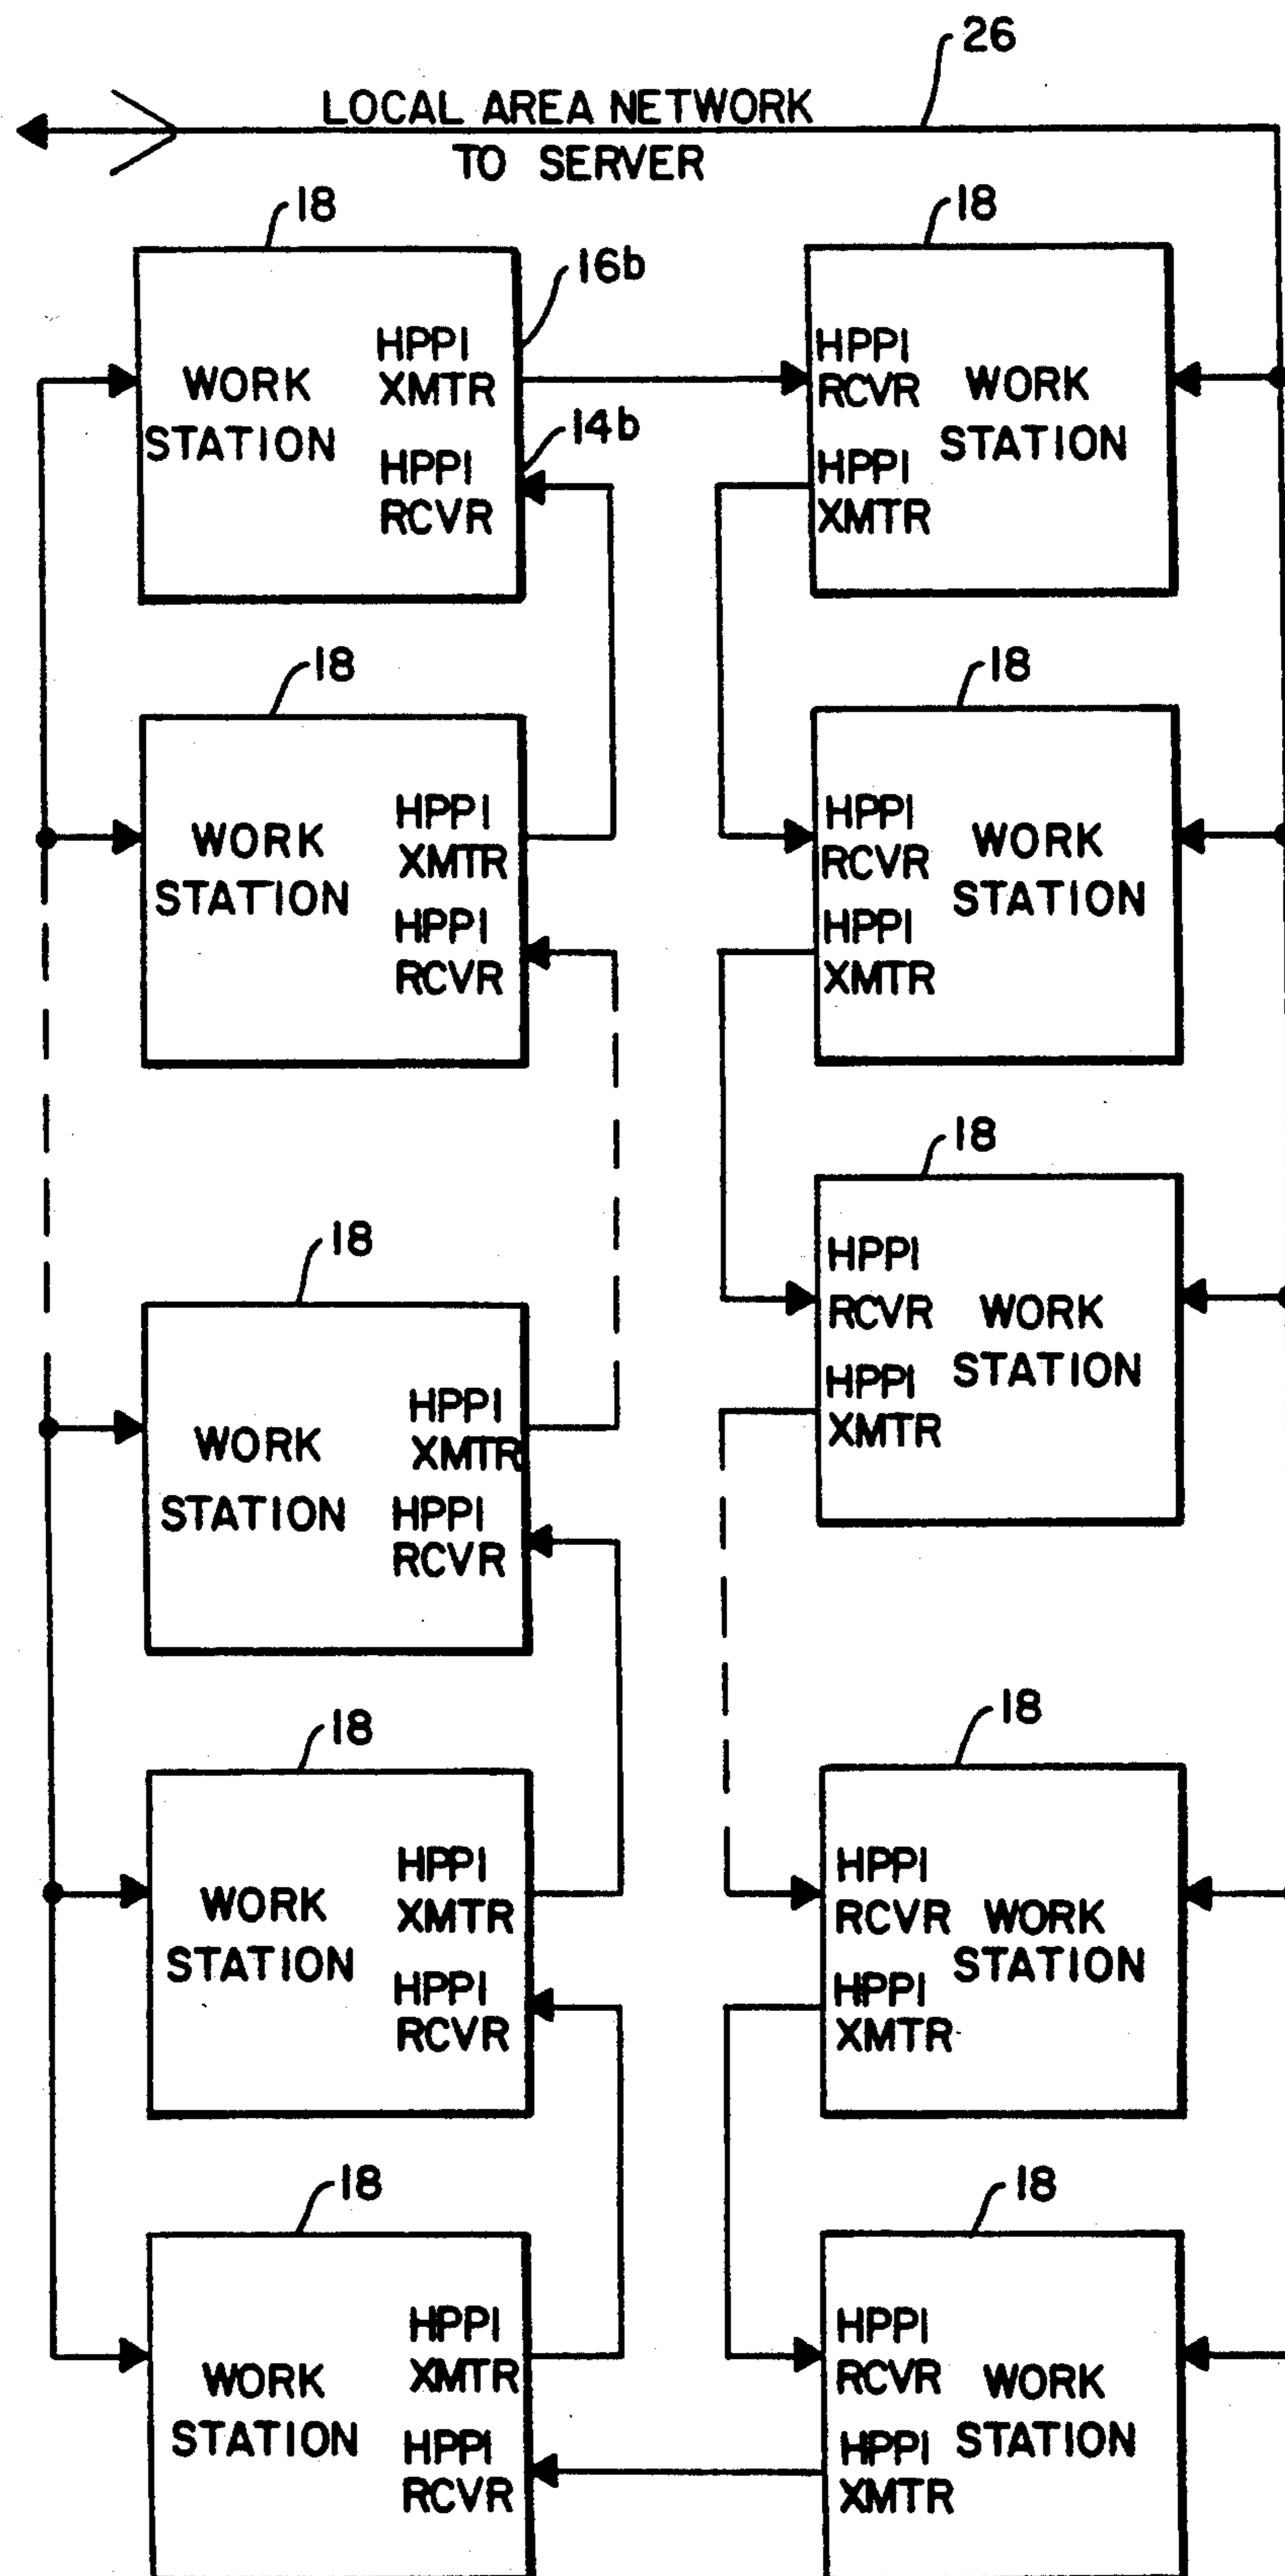 26
LOCAL AREA NETWORK
TO SERVER
18
16b
HPPI
XMTR
WORK
STATION
14b
HPPI
RCVR
18
HPPI
RCVR
WORK
STATION
HPPI
XMTR
18
HPPI
XMTR
WORK
STATION
HPPI
RCVR
18
HPPI
RCVR
WORK
STATION
HPPI
XMTR
18
HPPI
RCVR
WORK
STATION
HPPI
XMTR
18
HPPI
XMTR
WORK
STATION
HPPI
RCVR
18
HPPI
XMTR
WORK
STATION
HPPI
RCVR
18
HPPI
RCVR
WORK
STATION
HPPI
XMTR
18
HPPI
XMTR
WORK
STATION
HPPI
RCVR
18
HPPI
RCVR
WORK
STATION
HPPI
XMTR